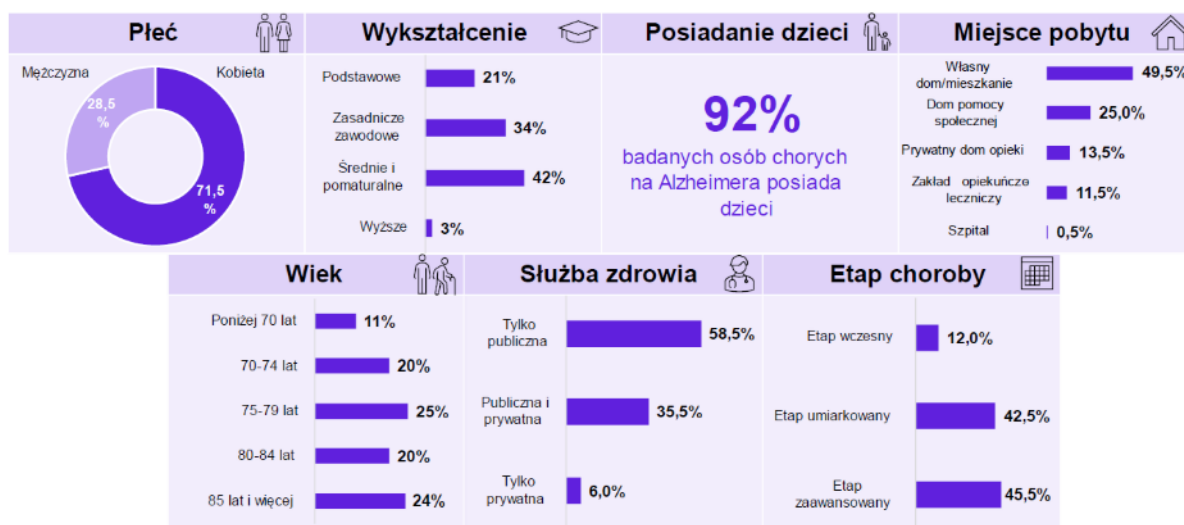 Płeć
Mężczyzna
Kobieta
28,5
%
71,5
%
Wykształcenie
Podstawowe
21%
Zasadnicze
zawodowe
34%
Średnie i
pomaturalne
42%
Wyższe
3%
Posiadanie dzieci
92%
badanych osób chorych
na Alzheimera posiada
dzieci
Miejsce pobytu
Własny
dom/mieszkanie
49,5%
Dom pomocy
społecznej
25,0%
Prywatny dom opieki
13,5%
Zakład opiekuńczo
leczniczy
11,5%
Szpital
0,5%
Wiek
Poniżej 70 lat
11%
70-74 lat
20%
75-79 lat
25%
80-84 lat
20%
85 lat i więcej
24%
Służba zdrowia
Tylko
publiczna
58,5%
Publiczna i
prywatna
35,5%
Tylko
prywatna
6,0%
Etap choroby
Etap wczesny
12,0%
Etap umiarkowany
42,5%
Etap
zaawansowany
45,5%